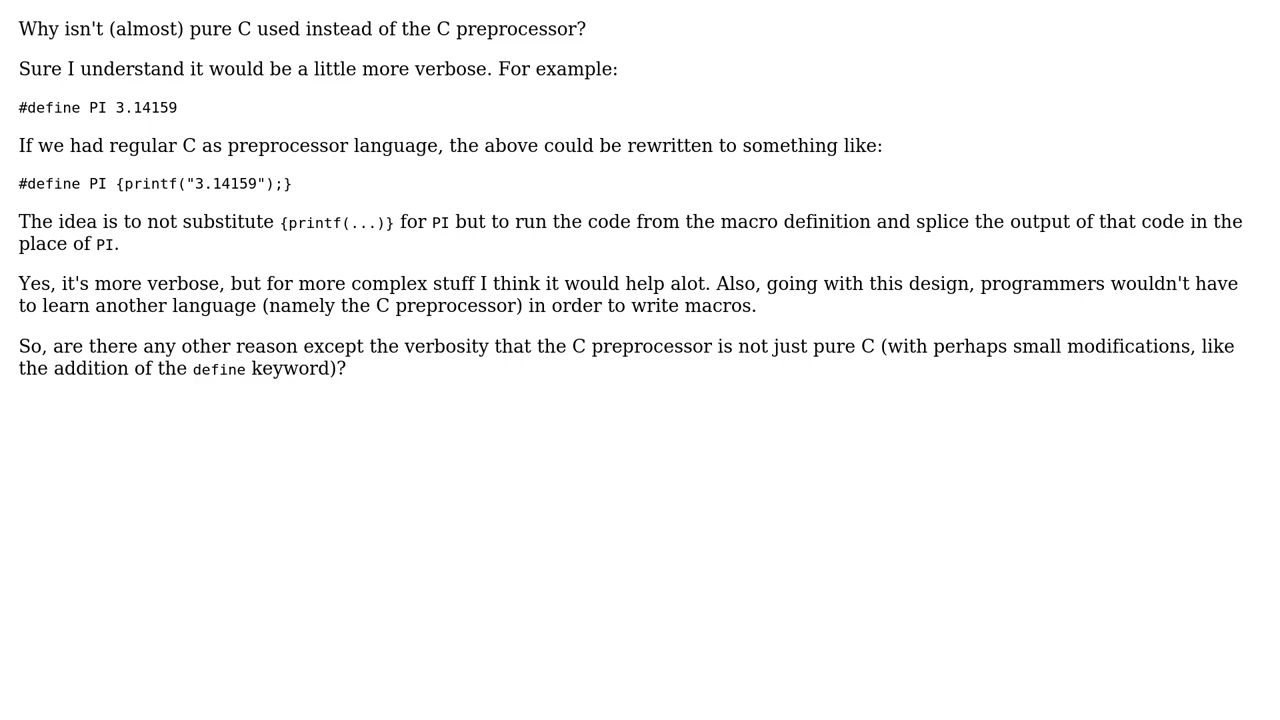 Why isn't (almost) pure C used instead of the C preprocessor?
Sure I understand it would be a little more verbose. For example:
#define PI 3.14159
If we had regular C as preprocessor language, the above could be rewritten to something like:
#define PI {printf("3.14159");}
The idea is to not substitute {printf(...)} for PI but to run the code from the macro definition and splice the output of that code in the
place of PI.
Yes, it's more verbose, but for more complex stuff I think it would help alot. Also, going with this design, programmers wouldn't have
to learn another language (namely the C preprocessor) in order to write macros.
So, are there any other reason except the verbosity that the C preprocessor is not just pure C (with perhaps small modifications, like
the addition of the define keyword)?